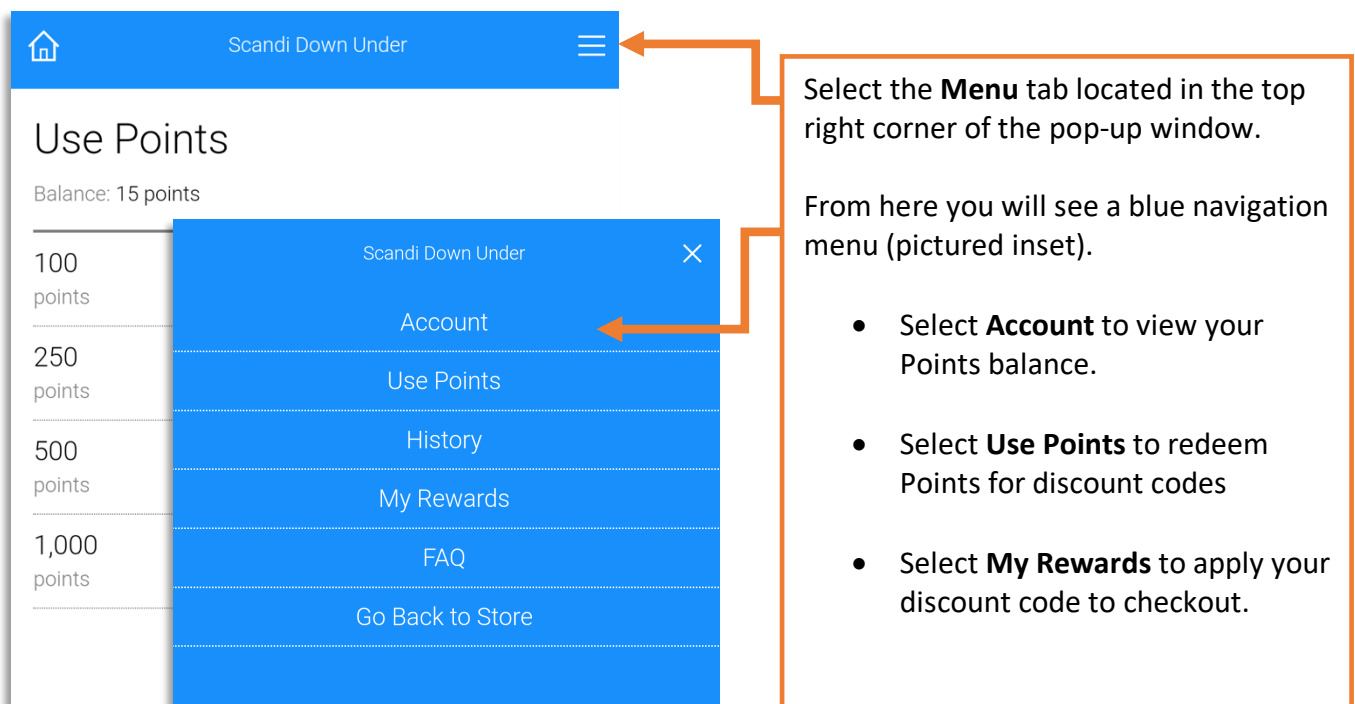 Scandi Down Under
Use Points
Balance: 15 points
100
points
250
points
500
points
1,000
points
Scandi Down Under
Account
Use Points
History
My Rewards
FAQ
Go Back to Store
Select the Menu tab located in the top
right corner of the pop-up window.
From here you will see a blue navigation
menu (pictured inset).
• Select Account to view your
Points balance.
• Select Use Points to redeem
Points for discount codes
• Select My Rewards to apply your
discount code to checkout.